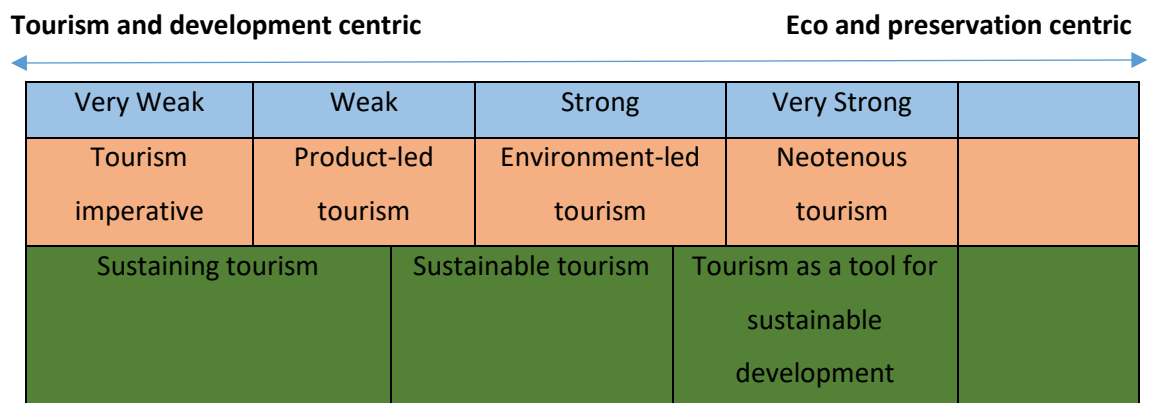 Tourism and development centric Eco and preservation centric
Very Weak Weak Strong Very Strong
Tourism Product-led Environment-led Neotenous
imperative tourism tourism tourism
Sustaining tourism Sustainable tourism Tourism as a tool for
sustainable
development